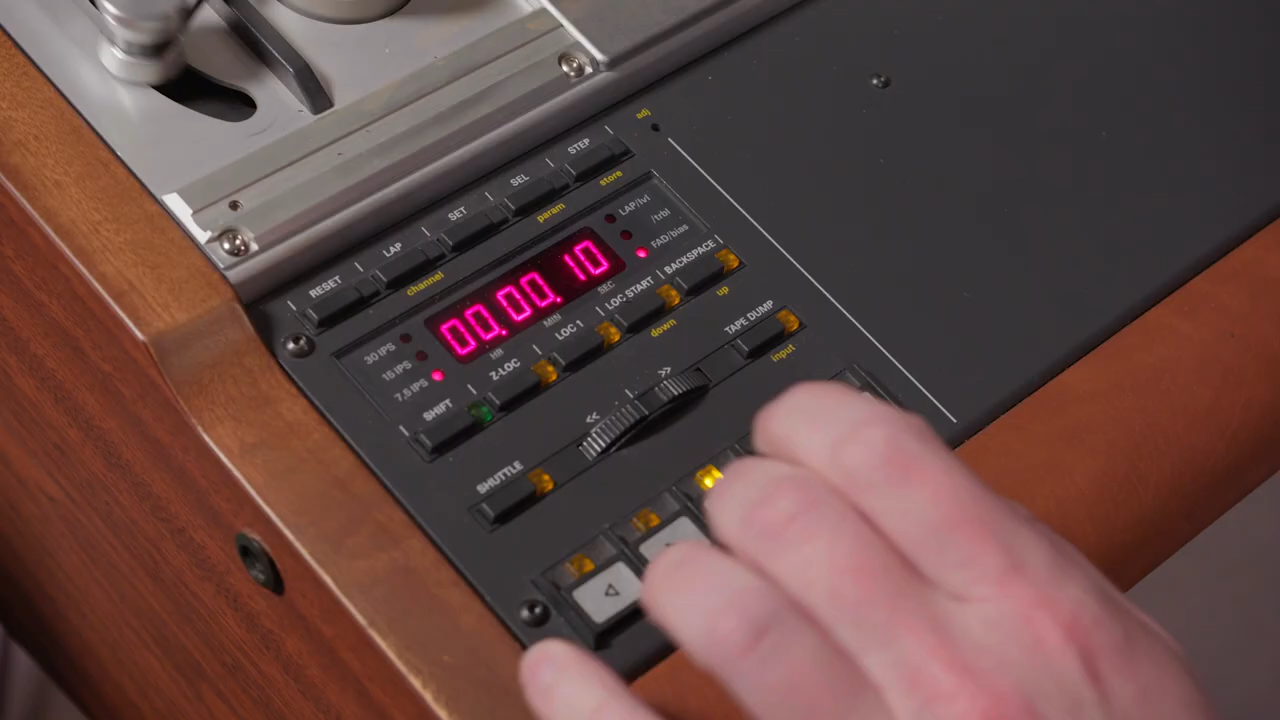 adj
RESET
LAP
SET
SEL
STEP
channel
param
store
00.00.10
HR
MIN
SEC
LAP/lvl
/trbl
FAD/bias
30 IPS
15 IPS
7,5 IPS
SHIFT
Z-LOC
LOC 1
LOC START
BACKSPACE
down
up
SHUTTLE
<<
>>
TAPE DUMP
input